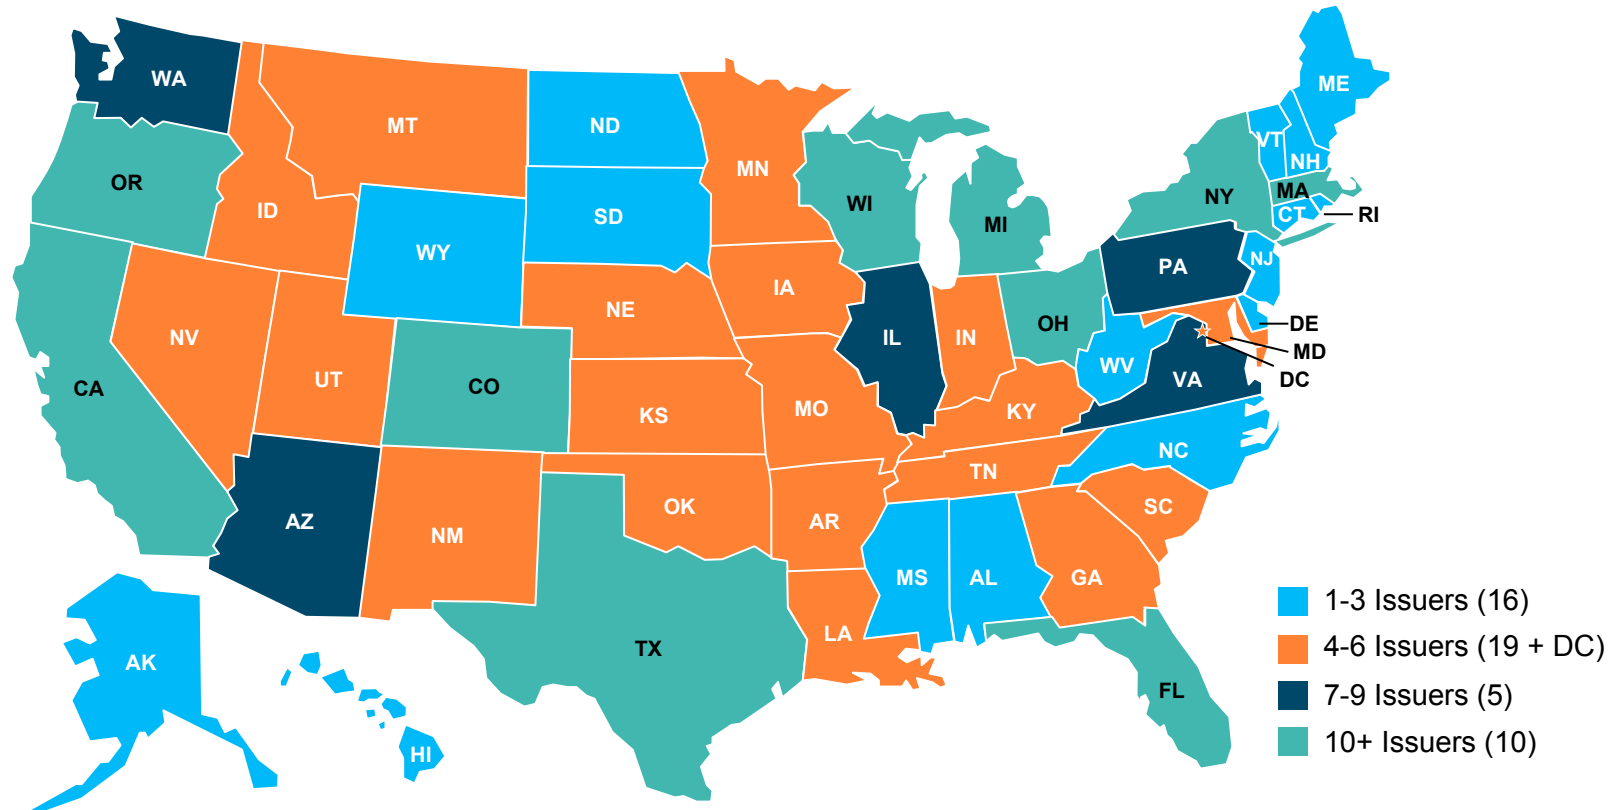 WA
MT
ND
MN
ME
VT
NH
OR
ID
WY
SD
WI
MI
NY
MA
CT
RI
NV
UT
CO
NE
IA
IL
IN
OH
PA
NJ
DE
MD
DC
CA
KS
MO
KY
WV
VA
AZ
NM
OK
AR
TN
NC
SC
TX
LA
MS
AL
GA
FL
AK
HI
1-3 Issuers (16)
4-6 Issuers (19 + DC)
7-9 Issuers (5)
10+ Issuers (10)